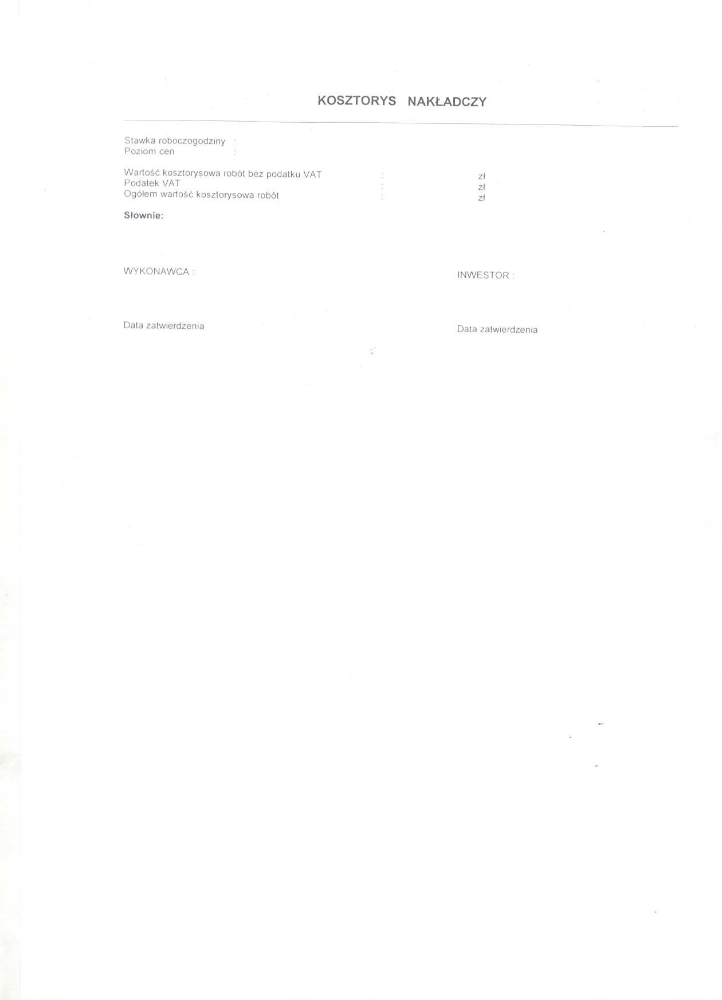 KOSZTORYS NAKŁADCZY
Stawka roboczogodziny :
Poziom cen :
Wartość kosztorysowa robót bez podatku VAT : zł
Podatek VAT : zł
Ogółem wartość kosztorysowa robót : zł
Słownie:
WYKONAWCA : INWESTOR :
Data zatwierdzenia Data zatwierdzenia